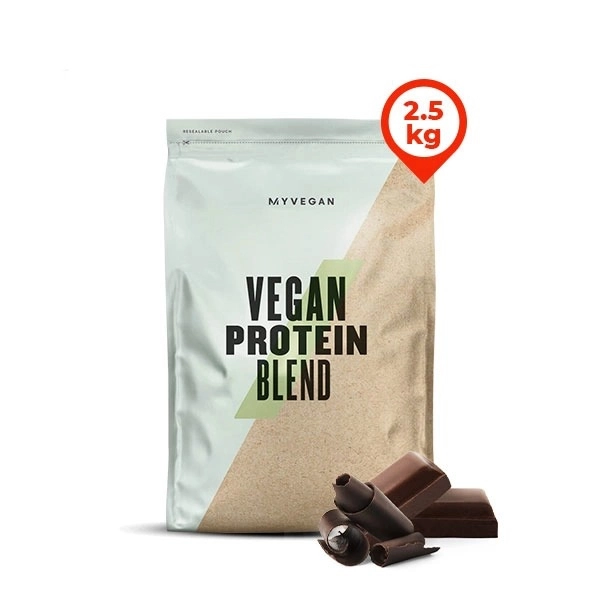 2.5
kg
RESEALABLE POUCH
MYVEGAN
VEGAN
PROTEIN
BLEND